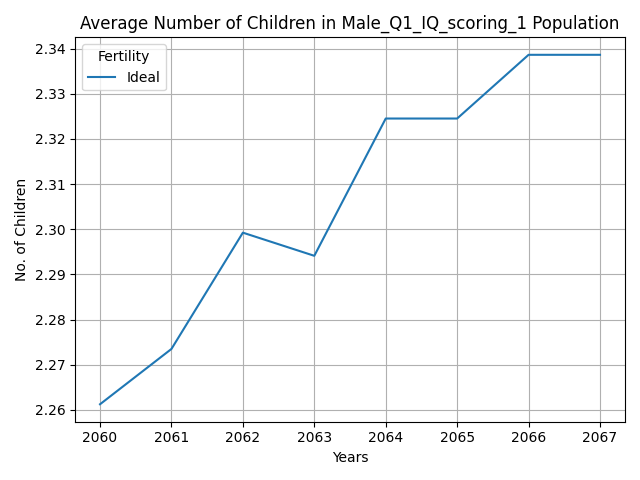 Average Number of Children in Male_Q1_IQ_scoring_1 Population
Fertility
Ideal
2.34
2.33
2.32
2.31
2.30
2.29
2.28
2.27
2.26
No. of Children
2060 2061 2062 2063 2064 2065 2066 2067
Years